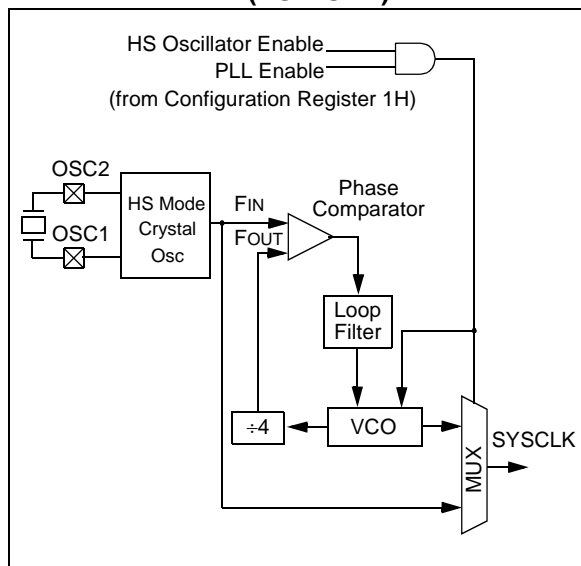 HS Oscillator Enable
PLL Enable
(from Configuration Register 1H)
OSC2
OSC1
HS Mode
Crystal
Osc
FIN
FOUT
Phase
Comparator
Loop
Filter
÷4
VCO
MUX
SYSCLK